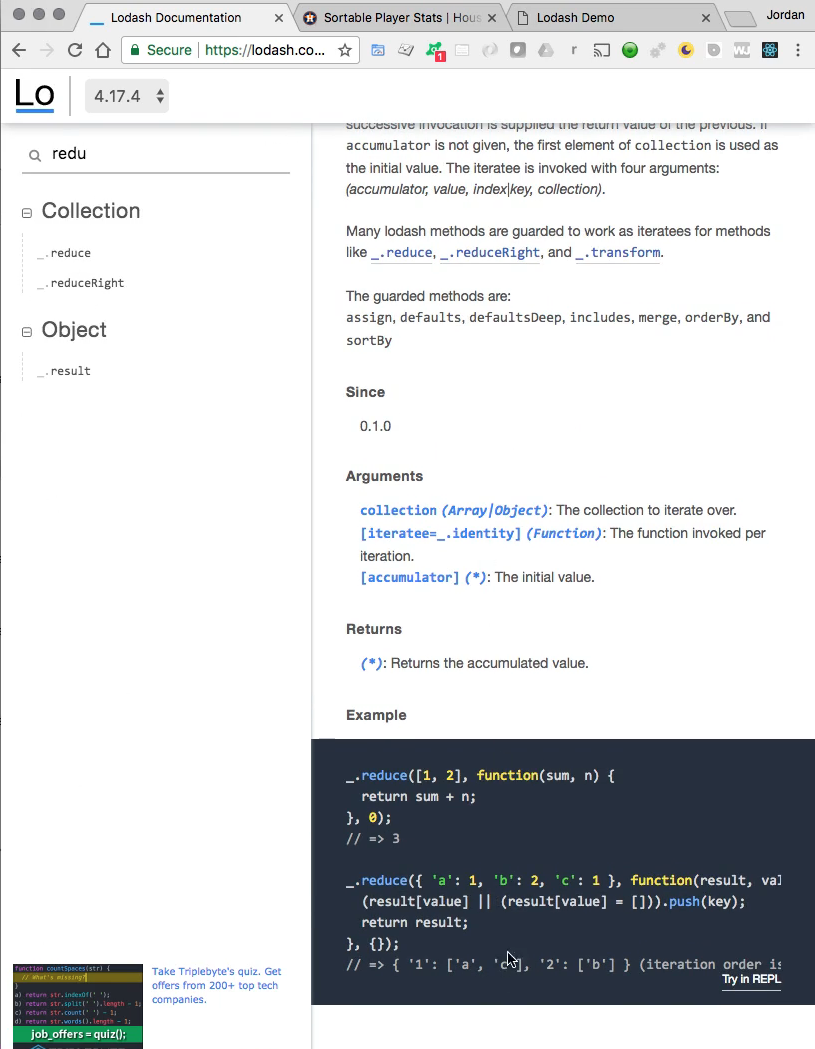 Lodash Documentation
Sortable Player Stats | Hous
Lodash Demo
Jordan
Secure
https://lodash.co...
1
r
Lo
4.17.4
redu
Collection
_.reduce
_.reduceRight
Object
_.result
successive invocation is supplied the return value of the previous. If
accumulator is not given, the first element of collection is used as
the initial value. The iteratee is invoked with four arguments:
(accumulator, value, index|key, collection).
Many lodash methods are guarded to work as iteratees for methods
like _.reduce, _.reduceRight, and _.transform.
The guarded methods are:
assign, defaults, defaultsDeep, includes, merge, orderBy, and
sortBy
Since
0.1.0
Arguments
collection (Array|Object): The collection to iterate over.
[iteratee=_.identity] (Function): The function invoked per
iteration.
[accumulator] (*): The initial value.
Returns
(*): Returns the accumulated value.
Example
_.reduce([1, 2], function(sum, n) {
return sum + n;
}, 0);
// => 3
_.reduce({ 'a': 1, 'b': 2, 'c': 1 }, function(result, val
(result[value] || (result[value] = [])).push(key);
return result;
}, {});
// => { '1': ['a', 'c'], '2': ['b'] } (iteration order is
Try in REPL
function countSpaces(str) {
// What's missing?
}
a) return str.indexOf(' ');
b) return str.split(' ').length - 1;
c) return str.count(' ') - 1;
d) return str.words().length - 1;
job_offers = quiz();
Take Triplebyte's quiz. Get
offers from 200+ top tech
companies.